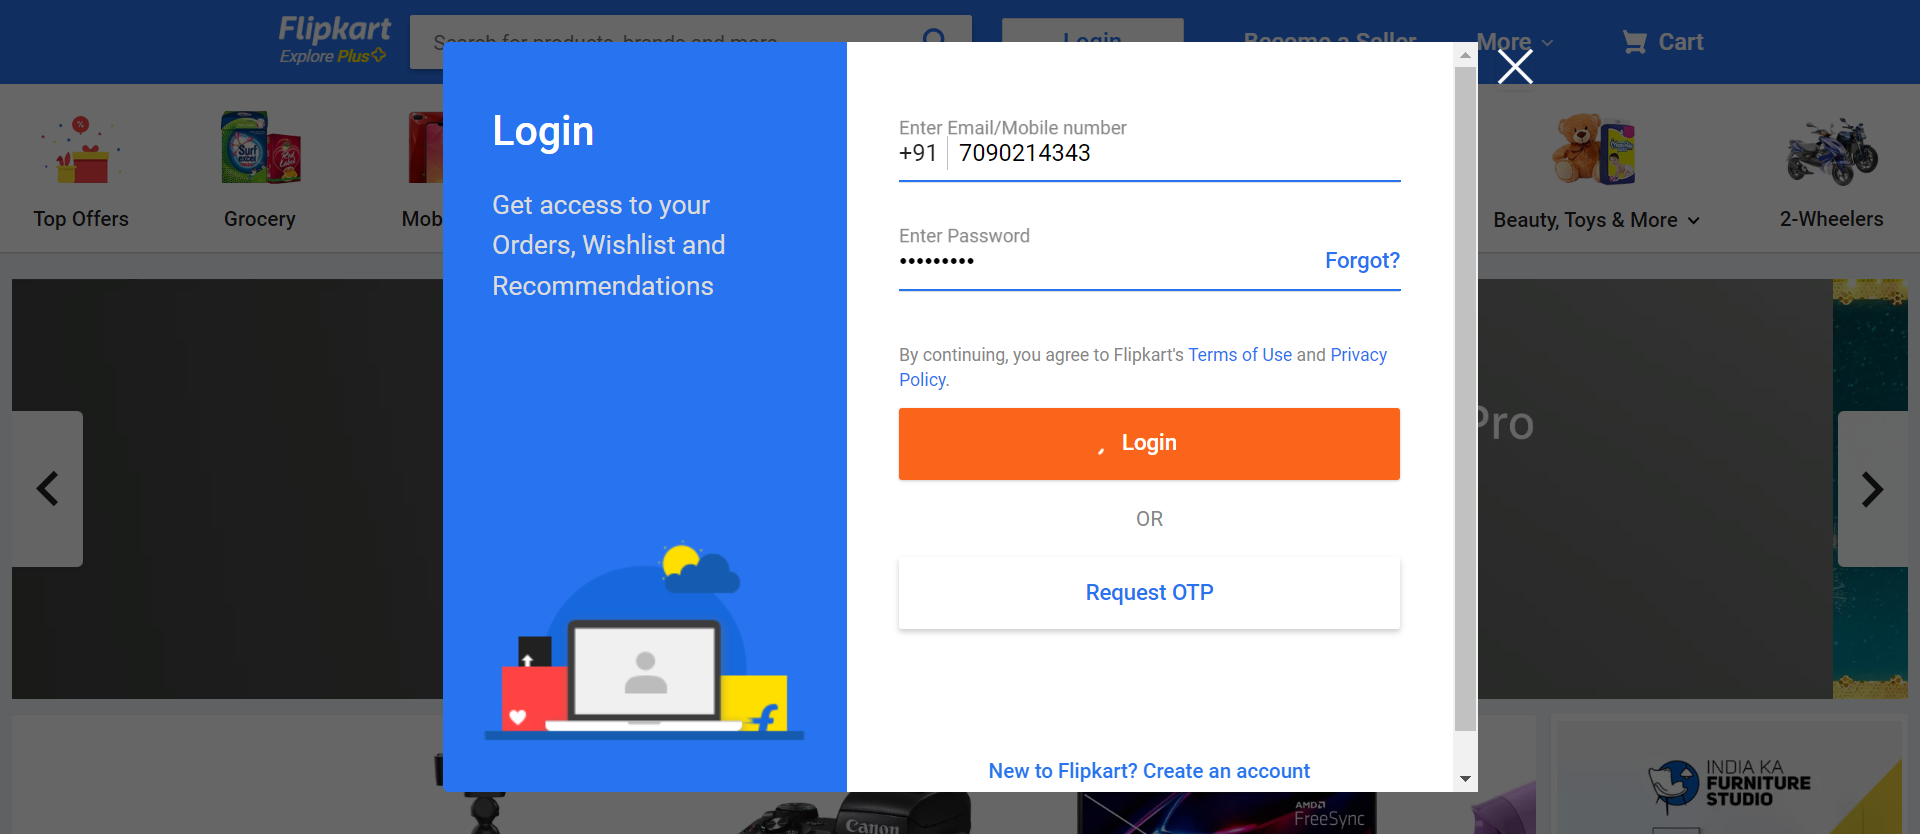 Flipkart
Explore Plus
Search for products, brands and more
Login
Become a Seller
More
Cart
Top Offers
Grocery
Mob
Beauty, Toys & More
2-Wheelers
Login
Get access to your
Orders, Wishlist and
Recommendations
Enter Email/Mobile number
+91 7090214343
Enter Password
Forgot?
By continuing, you agree to Flipkart's Terms of Use and Privacy
Policy.
Login
OR
Request OTP
New to Flipkart? Create an account
Pro
Surf
excel
Canon
AMD
FreeSync
INDIA KA
FURNITURE
STUDIO